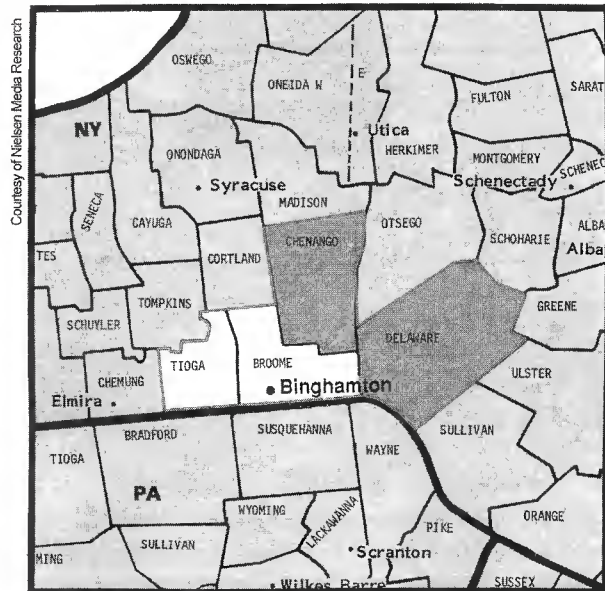 Courtesy of Nielsen Media Research
OSWEGO
ONEIDA W
E
FULTON
SARAT
NY
Utica
ONONDAGA
HERKIMER
MONTGOMERY
SCHENEC
Syracuse
Schenectady
SENECA
CAYUGA
MADISON
OTSEGO
CHENANGO
SCHOHARIE
ALBA
Alba
TES
CORTLAND
TOMPKINS
GREENE
SCHUYLER
DELAWARE
TIOGA
BROOME
ULSTER
CHEMUNG
Binghamton
Elmira
BRADFORD
SUSQUEHANNA
WAYNE
SULLIVAN
TIOGA
PA
WYOMING
LACKAWANNA
PIKE
ORANGE
MING
SULLIVAN
Scranton
Wilkes Barre
SUSSEX